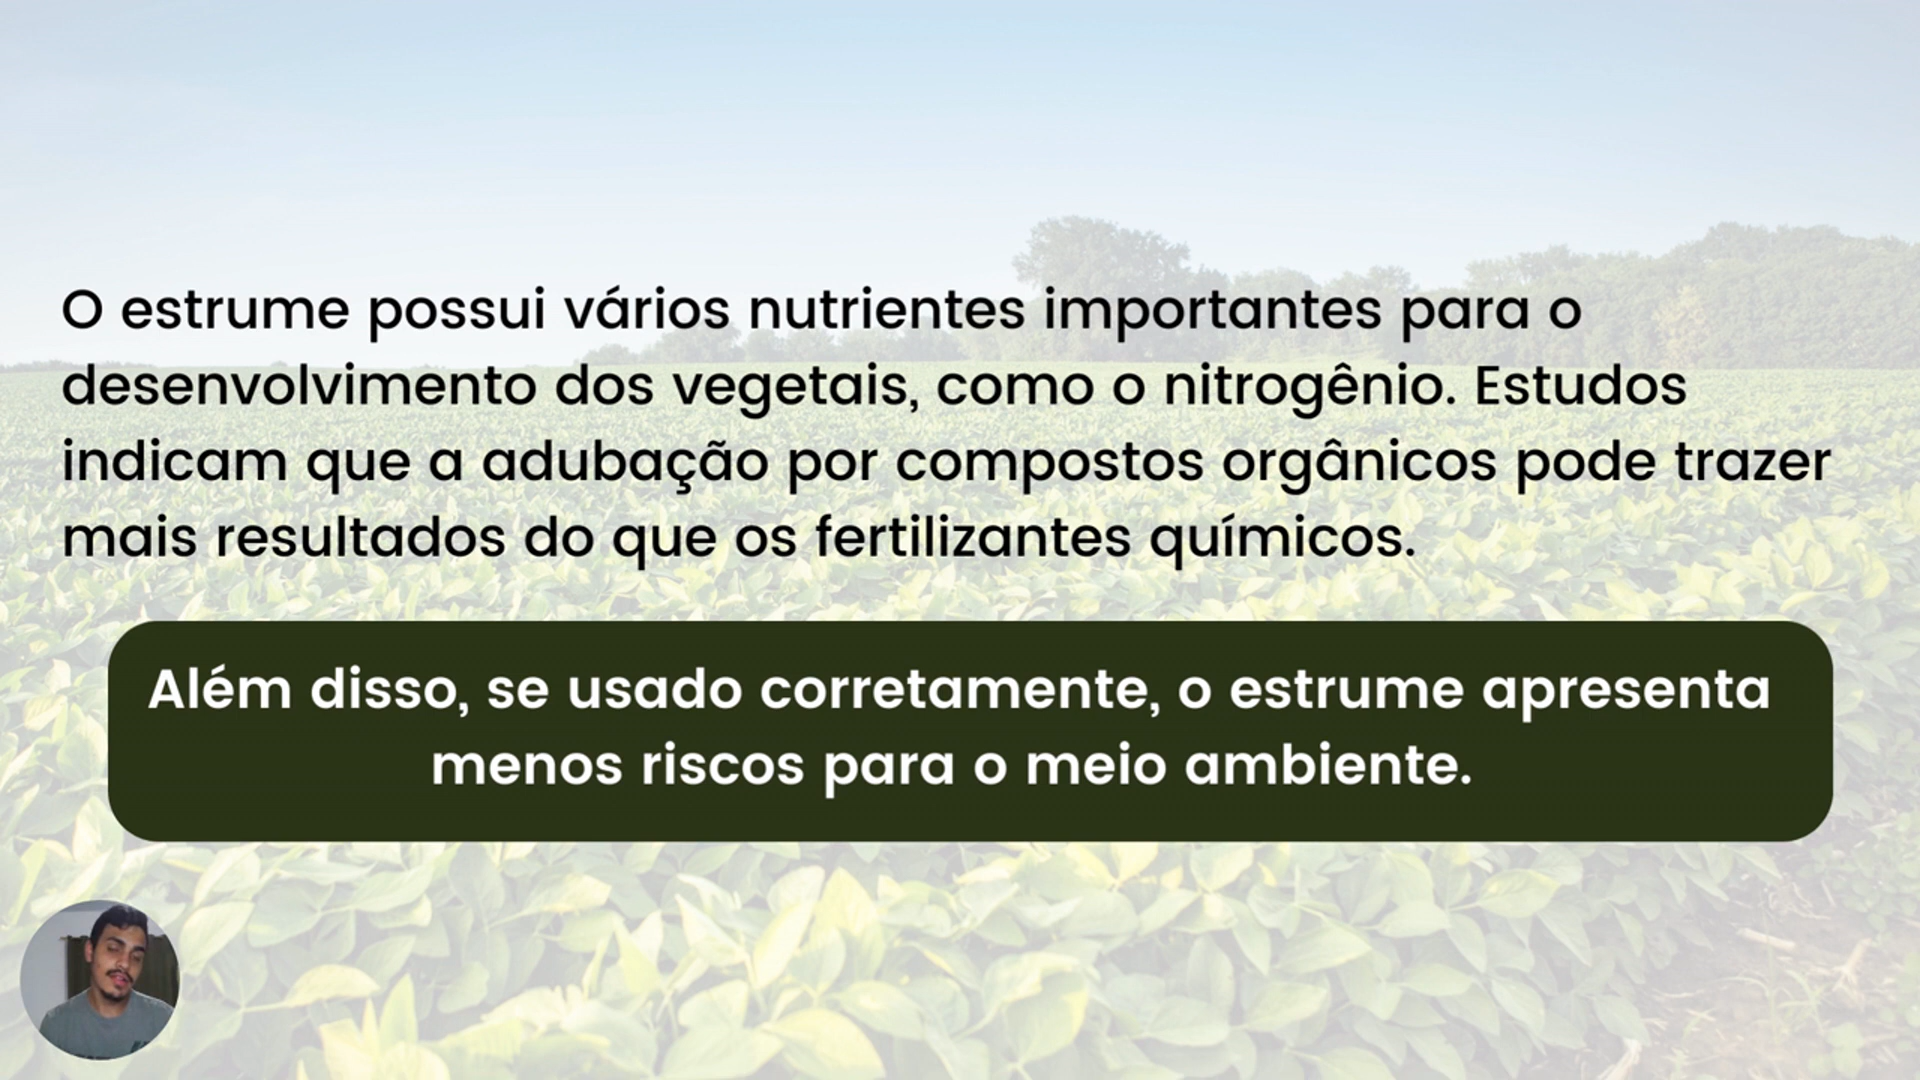 O estrume possui vários nutrientes importantes para o
desenvolvimento dos vegetais, como o nitrogênio. Estudos
indicam que a adubação por compostos orgânicos pode trazer
mais resultados do que os fertilizantes químicos.
Além disso, se usado corretamente, o estrume apresenta
menos riscos para o meio ambiente.